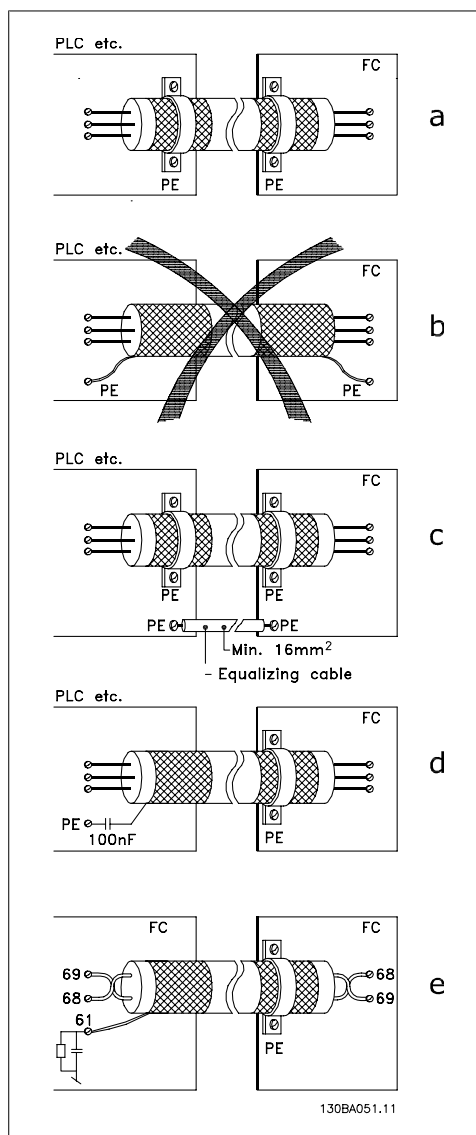 PLC etc.
FC
PE
PE
a
PLC etc.
FC
PE
PE
b
PLC etc.
FC
PE
PE
c
PE
PE
Min. 16mm²
Equalizing cable
PLC etc.
FC
d
PE
100nF
PE
FC
FC
69
68
68
69
e
61
PE
130BA051.11